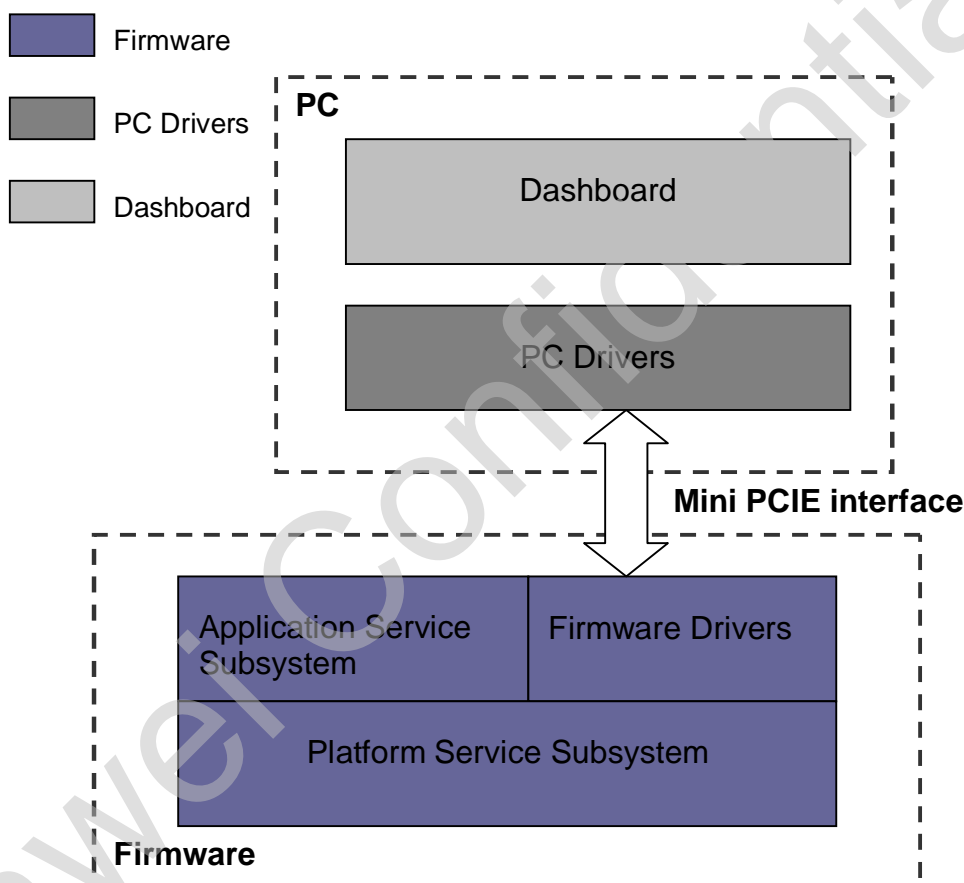 Firmware
PC Drivers
Dashboard
PC
Dashboard
PC Drivers
Mini PCIE interface
Application Service
Subsystem
Firmware Drivers
Platform Service Subsystem
Firmware